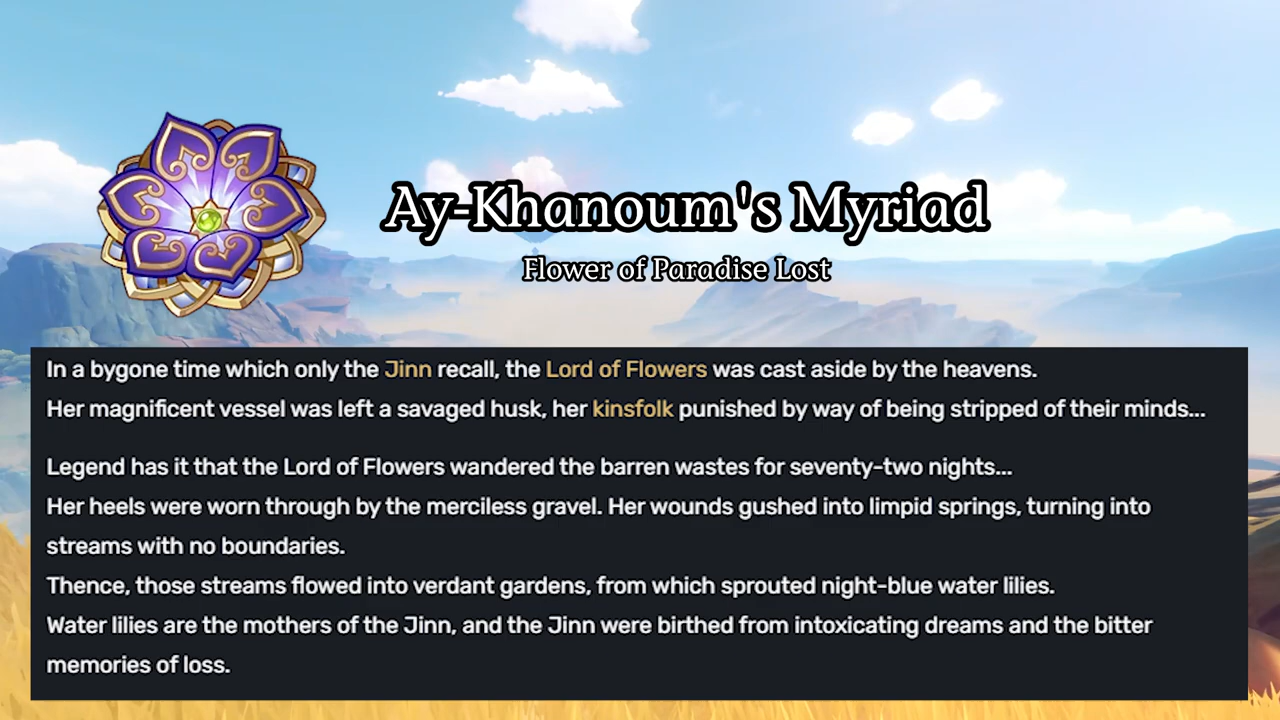 Ay-Khanoum's Myriad
Flower of Paradise Lost
In a bygone time which only the Jinn recall, the Lord of Flowers was cast aside by the heavens.
Her magnificent vessel was left a savaged husk, her kinsfolk punished by way of being stripped of their minds...
Legend has it that the Lord of Flowers wandered the barren wastes for seventy-two nights...
Her heels were worn through by the merciless gravel. Her wounds gushed into limpid springs, turning into
streams with no boundaries.
Thence, those streams flowed into verdant gardens, from which sprouted night-blue water lilies.
Water lilies are the mothers of the Jinn, and the Jinn were birthed from intoxicating dreams and the bitter
memories of loss.